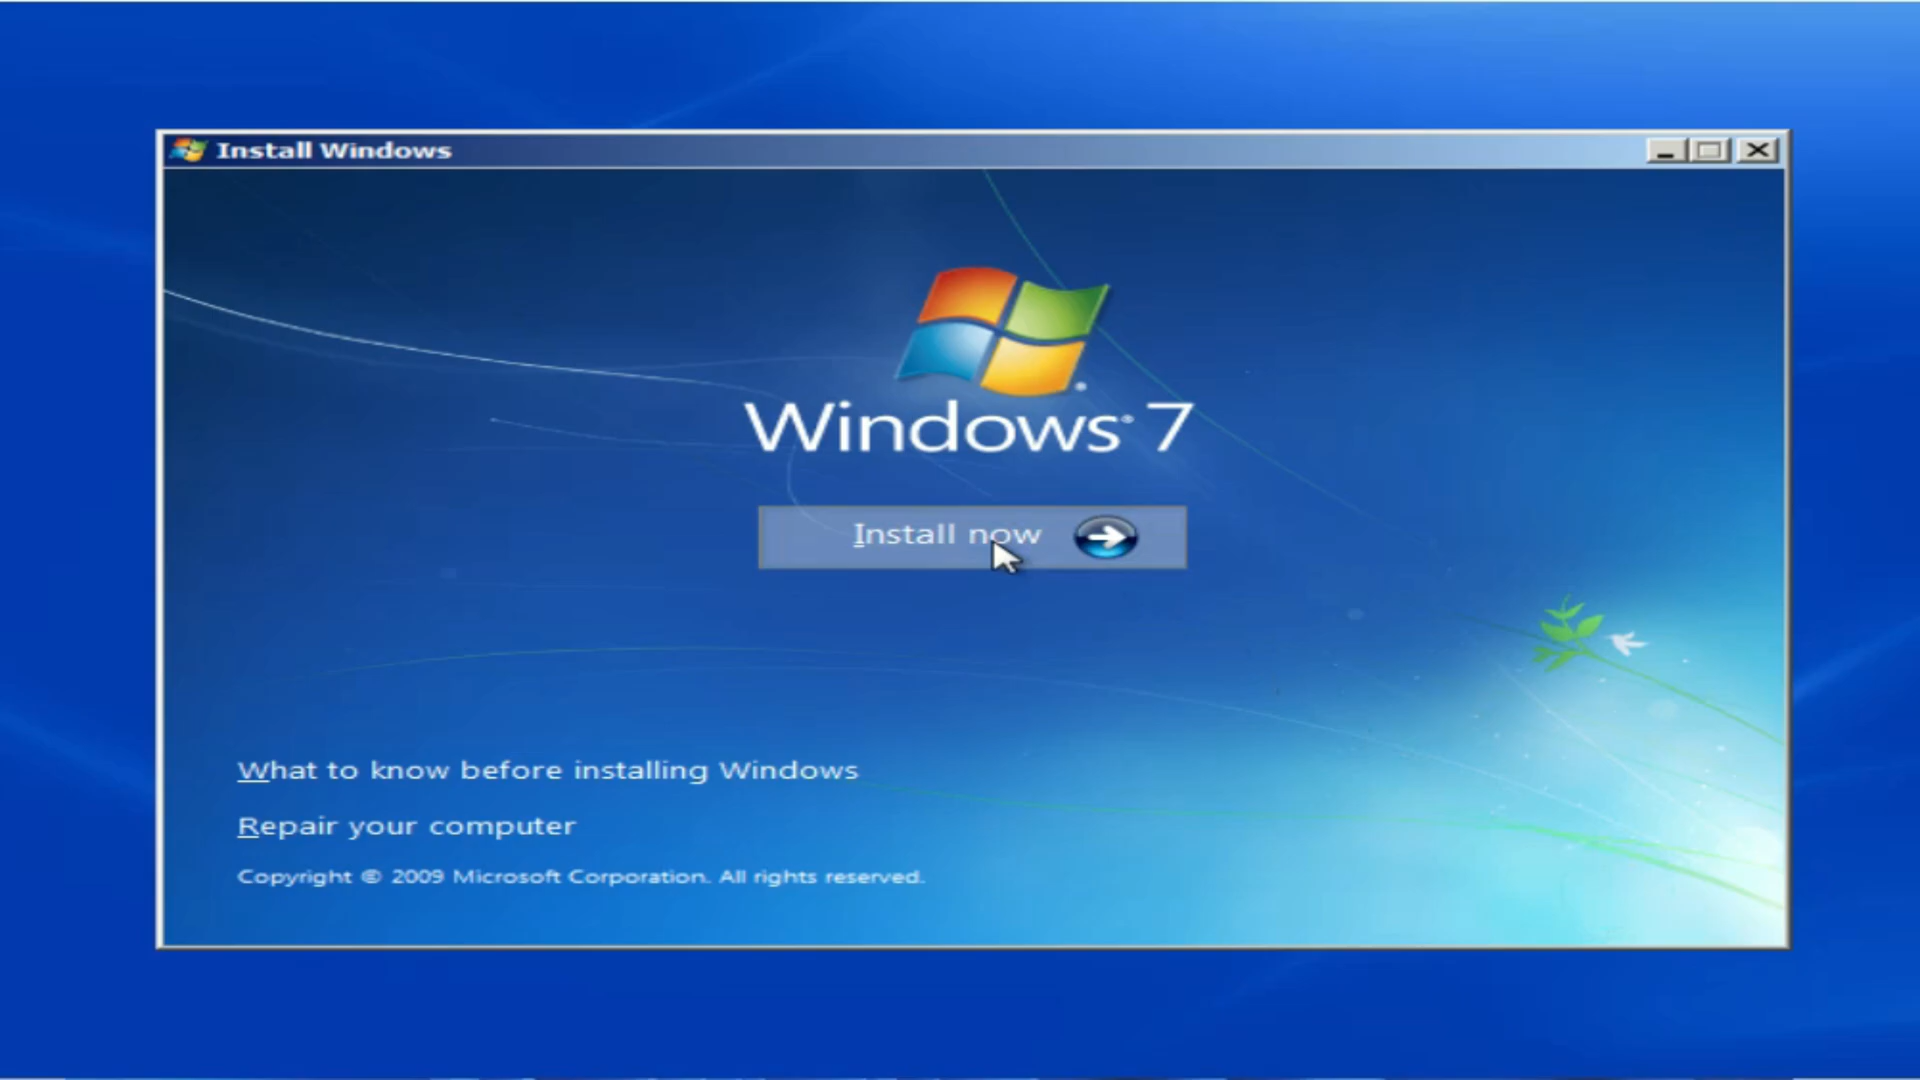 Install Windows
Windows® 7
Install now
What to know before installing Windows
Repair your computer
Copyright © 2009 Microsoft Corporation. All rights reserved.